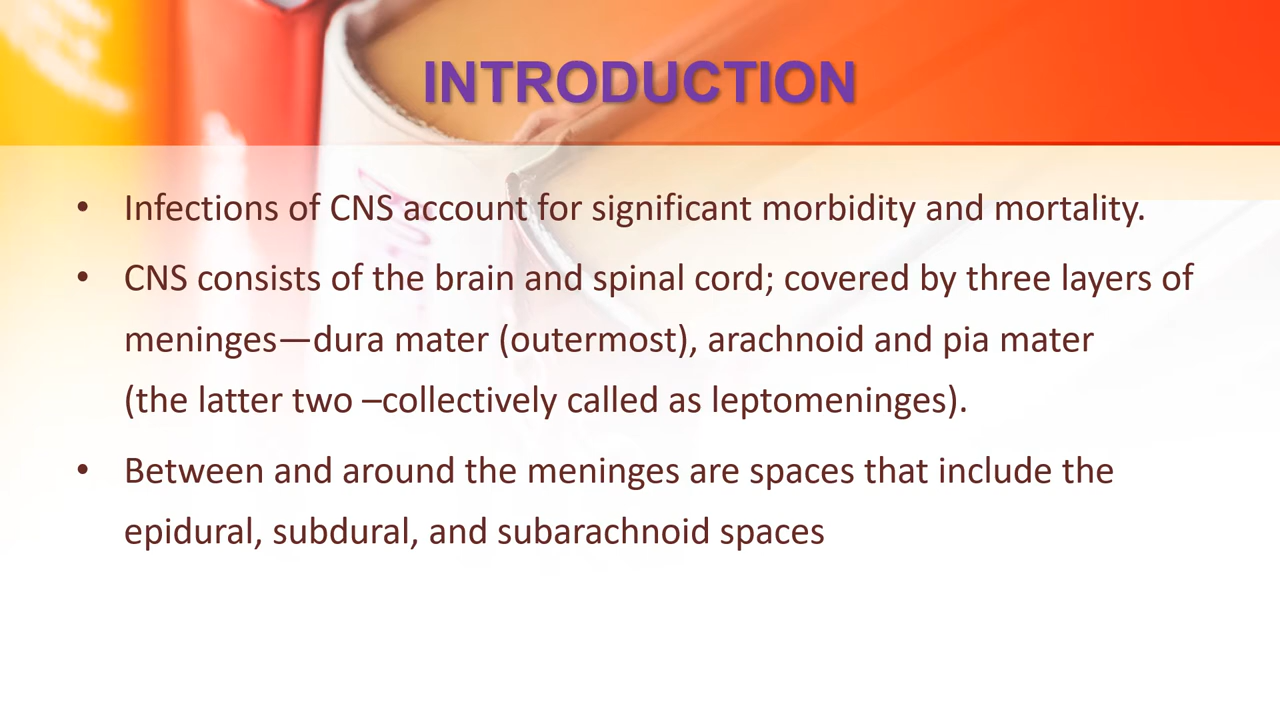 INTRODUCTION
• Infections of CNS account for significant morbidity and mortality.
• CNS consists of the brain and spinal cord; covered by three layers of
meninges—dura mater (outermost), arachnoid and pia mater
(the latter two –collectively called as leptomeninges).
• Between and around the meninges are spaces that include the
epidural, subdural, and subarachnoid spaces